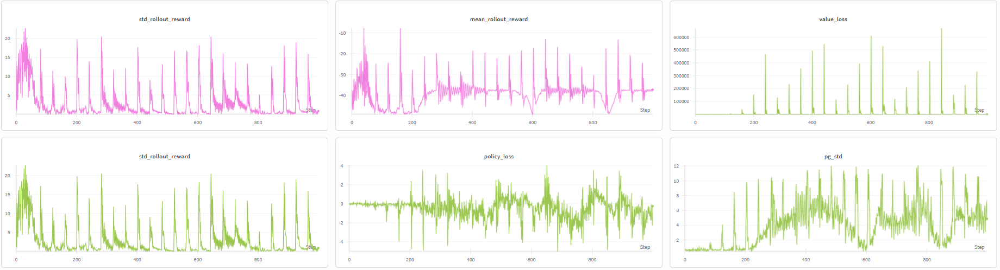 std_rollout_reward
20
15
10
5
Step
0 200 400 600 800
mean_rollout_reward
-10
-20
-30
-40
Step
0 200 400 600 800
value_loss
600000
500000
400000
300000
200000
100000
Step
0 200 400 600 800
std_rollout_reward
20
15
10
5
Step
0 200 400 600 800
policy_loss
4
2
0
-2
-4
Step
0 200 400 600 800
pg_std
12
10
8
6
4
2
Step
0 200 400 600 800